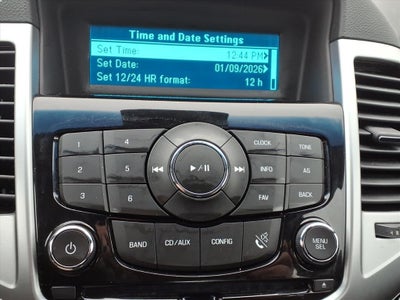 Time and Date Settings
Set Time: 12:44 PM
Set Date: 01/09/2026
Set 12/24 HR format: 12 h
1 4 CLOCK TONE
2 5 INFO AS
3 6 FAV BACK
BAND CD/AUX CONFIG MENU
SEL